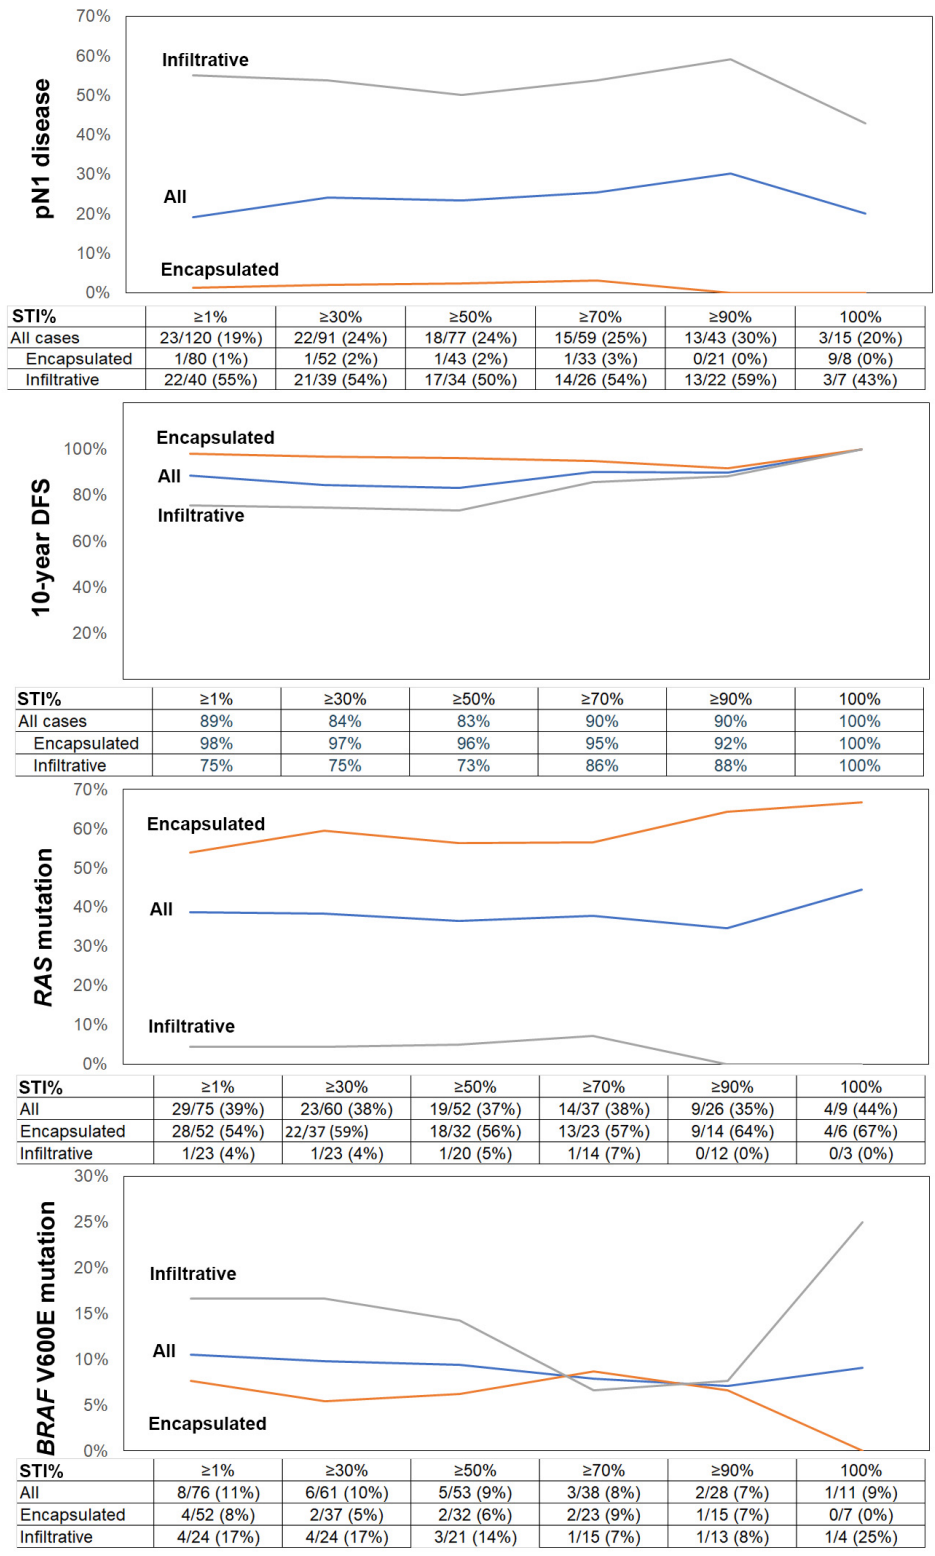 70%
60%
50%
40%
30%
20%
10%
0%
pN1 disease
Infiltrative
All
Encapsulated
STI% ≥1% ≥30% ≥50% ≥70% ≥90% 100%
All cases 23/120 (19%) 22/91 (24%) 18/77 (24%) 15/59 (25%) 13/43 (30%) 3/15 (20%)
Encapsulated 1/80 (1%) 1/52 (2%) 1/43 (2%) 1/33 (3%) 0/21 (0%) 9/8 (0%)
Infiltrative 22/40 (55%) 21/39 (54%) 17/34 (50%) 14/26 (54%) 13/22 (59%) 3/7 (43%)
100%
80%
60%
40%
20%
10-year DFS
Encapsulated
All
Infiltrative
STI% ≥1% ≥30% ≥50% ≥70% ≥90% 100%
All cases 89% 84% 83% 90% 90% 100%
Encapsulated 98% 97% 96% 95% 92% 100%
Infiltrative 75% 75% 73% 86% 88% 100%
70%
60%
50%
40%
30%
20%
10%
0%
RAS mutation
Encapsulated
All
Infiltrative
STI% ≥1% ≥30% ≥50% ≥70% ≥90% 100%
All 29/75 (39%) 23/60 (38%) 19/52 (37%) 14/37 (38%) 9/26 (35%) 4/9 (44%)
Encapsulated 28/52 (54%) 22/37 (59%) 18/32 (56%) 13/23 (57%) 9/14 (64%) 4/6 (67%)
Infiltrative 1/23 (4%) 1/23 (4%) 1/20 (5%) 1/14 (7%) 0/12 (0%) 0/3 (0%)
30%
25%
20%
15%
10%
5%
0%
BRAF V600E mutation
Infiltrative
All
Encapsulated
STI% ≥1% ≥30% ≥50% ≥70% ≥90% 100%
All 8/76 (11%) 6/61 (10%) 5/53 (9%) 3/38 (8%) 2/28 (7%) 1/11 (9%)
Encapsulated 4/52 (8%) 2/37 (5%) 2/32 (6%) 2/23 (9%) 1/15 (7%) 0/7 (0%)
Infiltrative 4/24 (17%) 4/24 (17%) 3/21 (14%) 1/15 (7%) 1/13 (8%) 1/4 (25%)